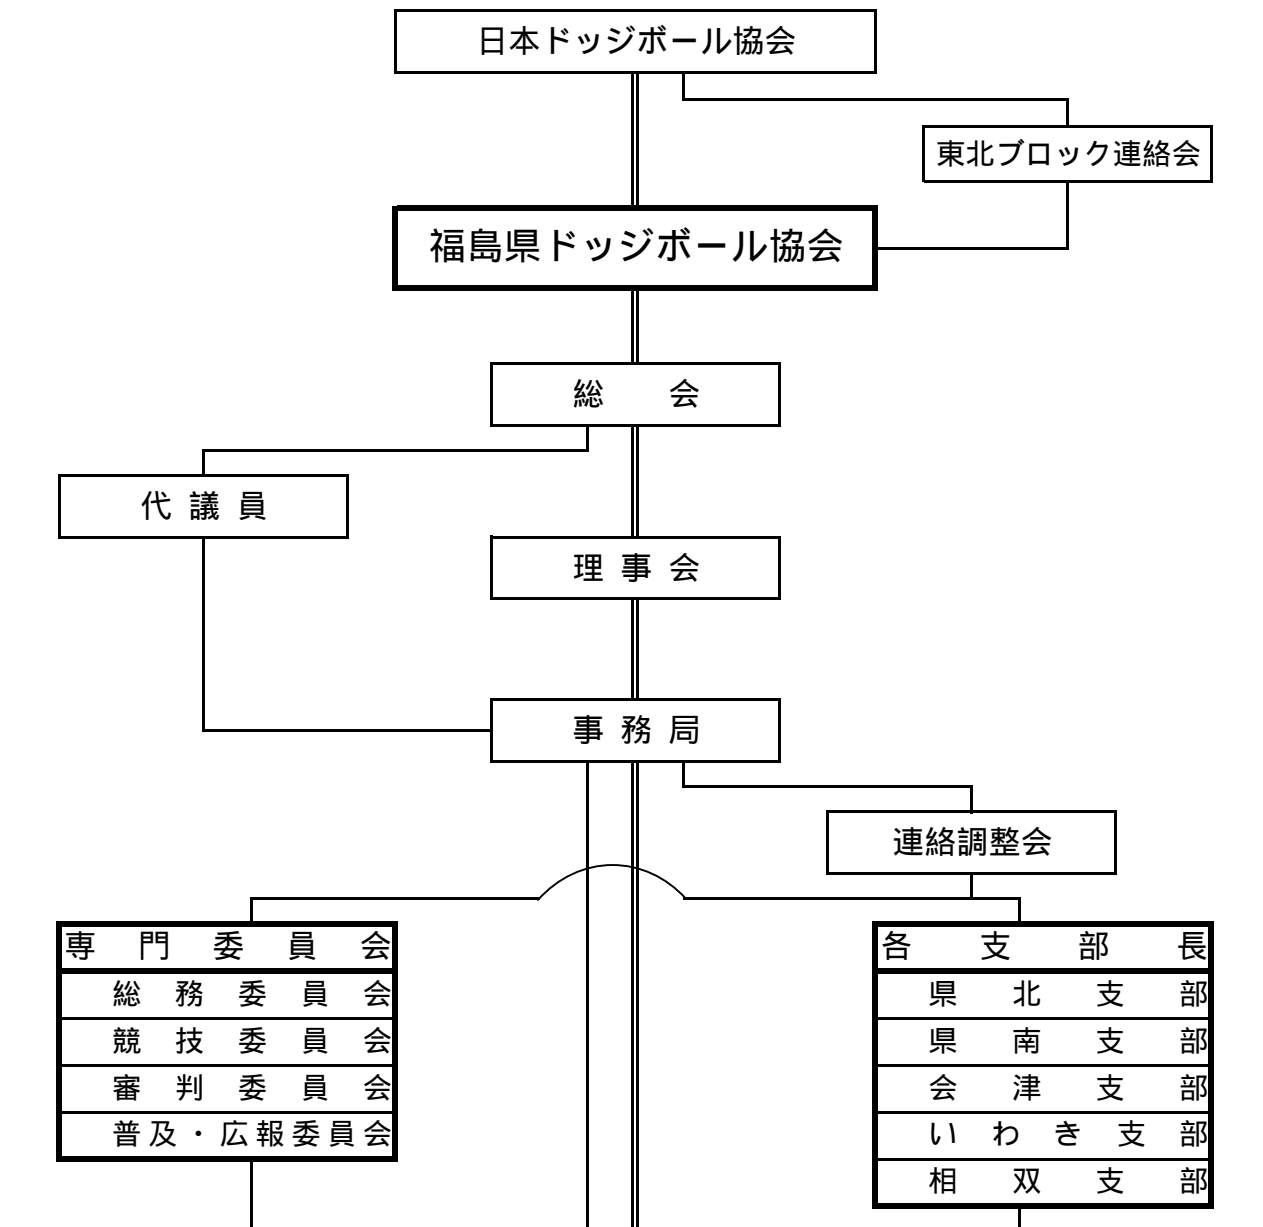 日本ドッジボール協会
東北ブロック連絡会
福島県ドッジボール協会
総　　会
代 議 員
理 事 会
事 務 局
連絡調整会
専 門 委 員 会
総 務 委 員 会
競 技 委 員 会
審 判 委 員 会
普及・広報委員会
各 支 部 長
県 北 支 部
県 南 支 部
会 津 支 部
い わ き 支 部
相 双 支 部